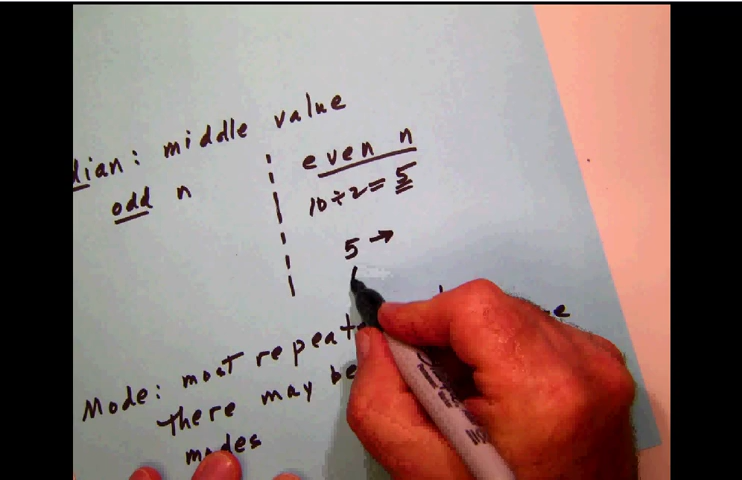 dian: middle value
odd n
even n
10÷2= 5
5 →
Mode: most repeat
There may be
modes